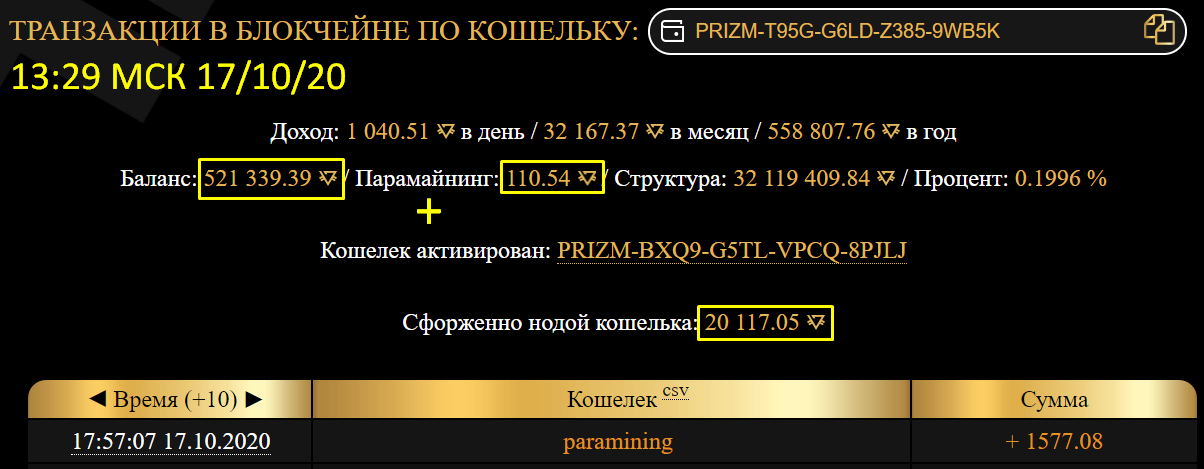 ТРАНЗАКЦИИ В БЛОКЧЕЙНЕ ПО КОШЕЛЬКУ: PRIZM-T95G-G6LD-Z385-9WB5K
13:29 МСК 17/10/20
Доход: 1 040.51 в день / 32 167.37 в месяц / 558 807.76 в год
Баланс: 521 339.39 / Парамайнинг: 110.54 / Структура: 32 119 409.84 / Процент: 0.1996 %
+
Кошелек активирован: PRIZM-BXQ9-G5TL-VPCQ-8PJLJ
Сфорженно нодой кошелька: 20 117.05
◄ Время (+10) ► Кошелек csv Сумма
17:57:07 17.10.2020 paramining + 1577.08